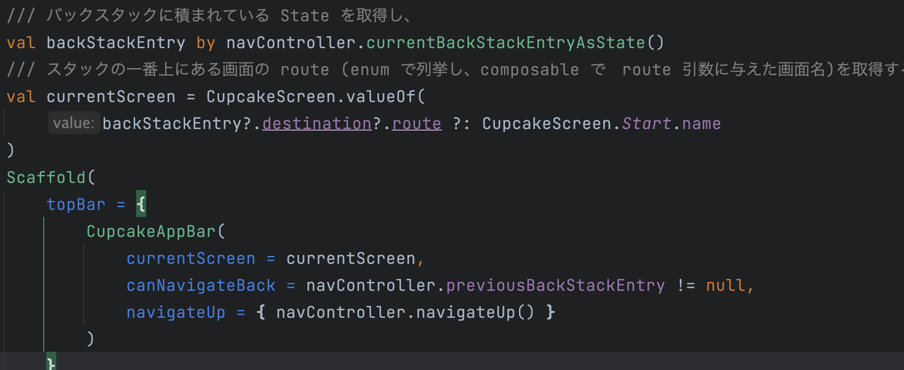 /// バックスタックに積まれている State を取得し、
val backStackEntry by navController.currentBackStackEntryAsState()
/// スタックの一番上にある画面の route (enum で列挙し、composable で route 引数に与えた画面名)を取得す
val currentScreen = CupcakeScreen.valueOf(
value: backStackEntry?.destination?.route ?: CupcakeScreen.Start.name
)
Scaffold(
topBar = {
CupcakeAppBar(
currentScreen = currentScreen,
canNavigateBack = navController.previousBackStackEntry != null,
navigateUp = { navController.navigateUp() }
)
}